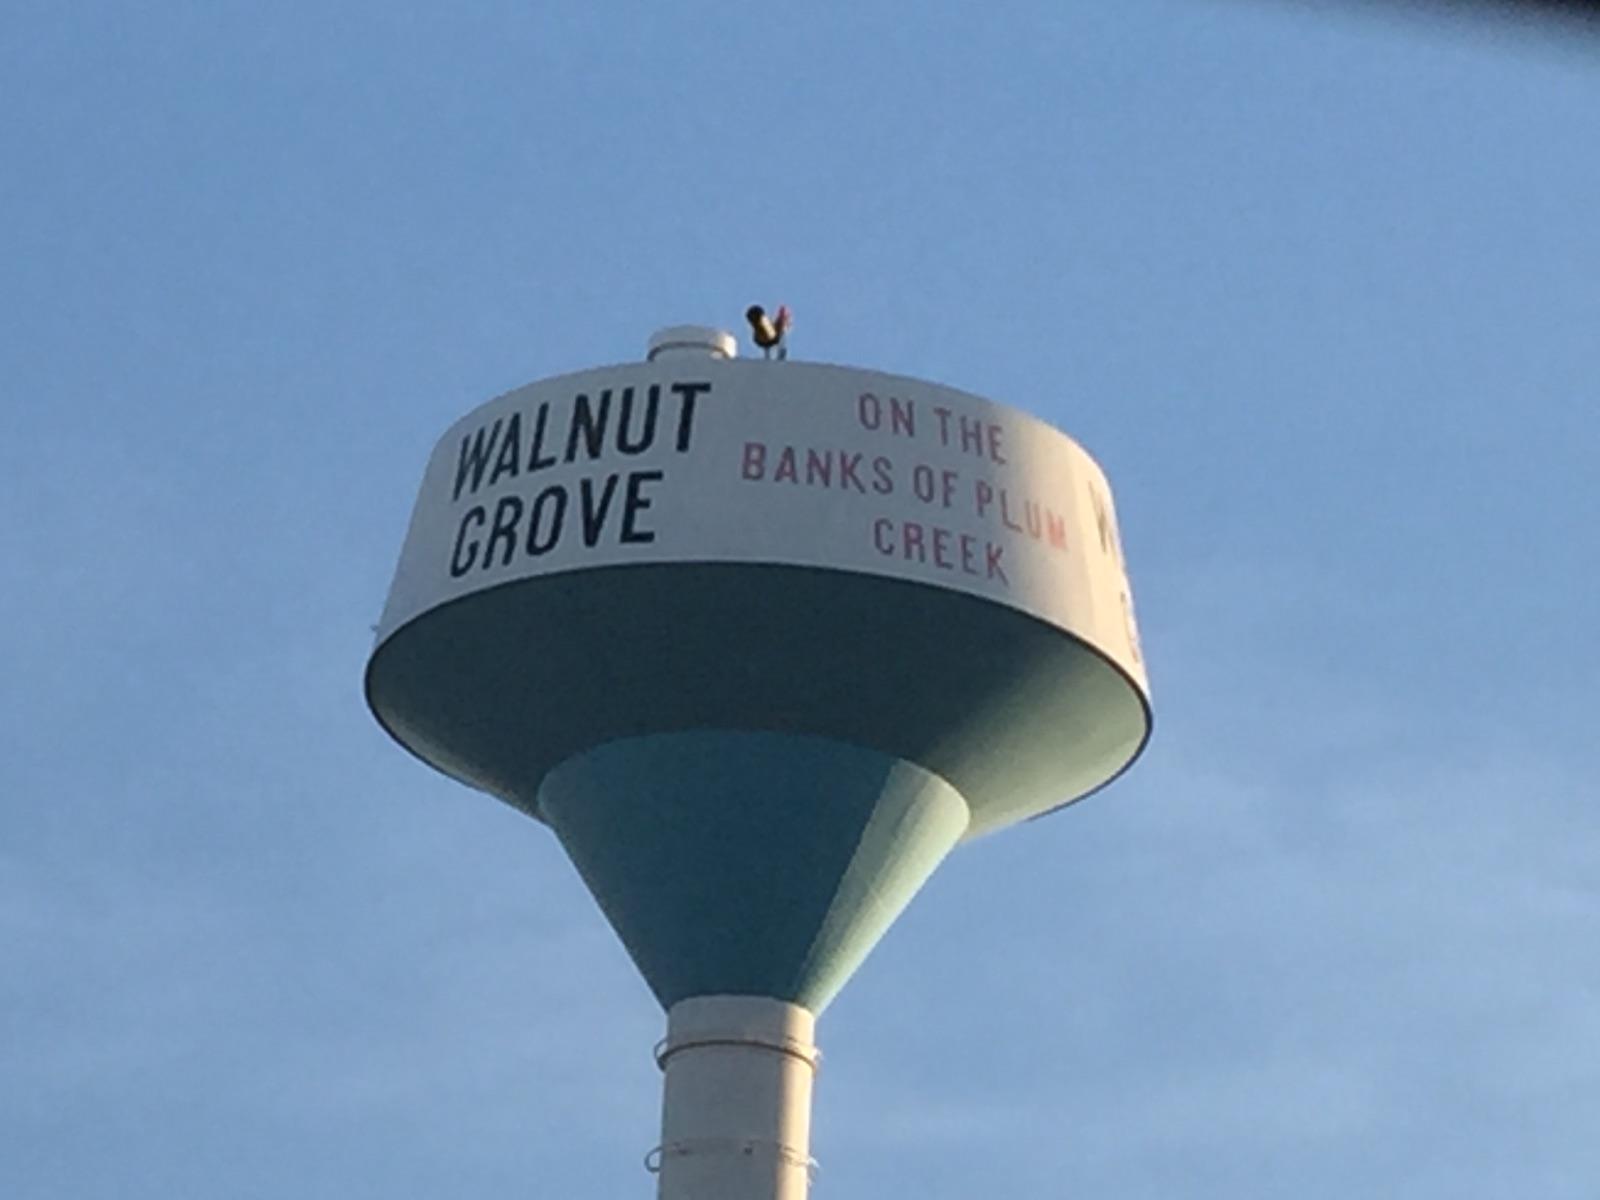 WALNUT
GROVE
ON THE
BANKS OF PLUM
CREEK